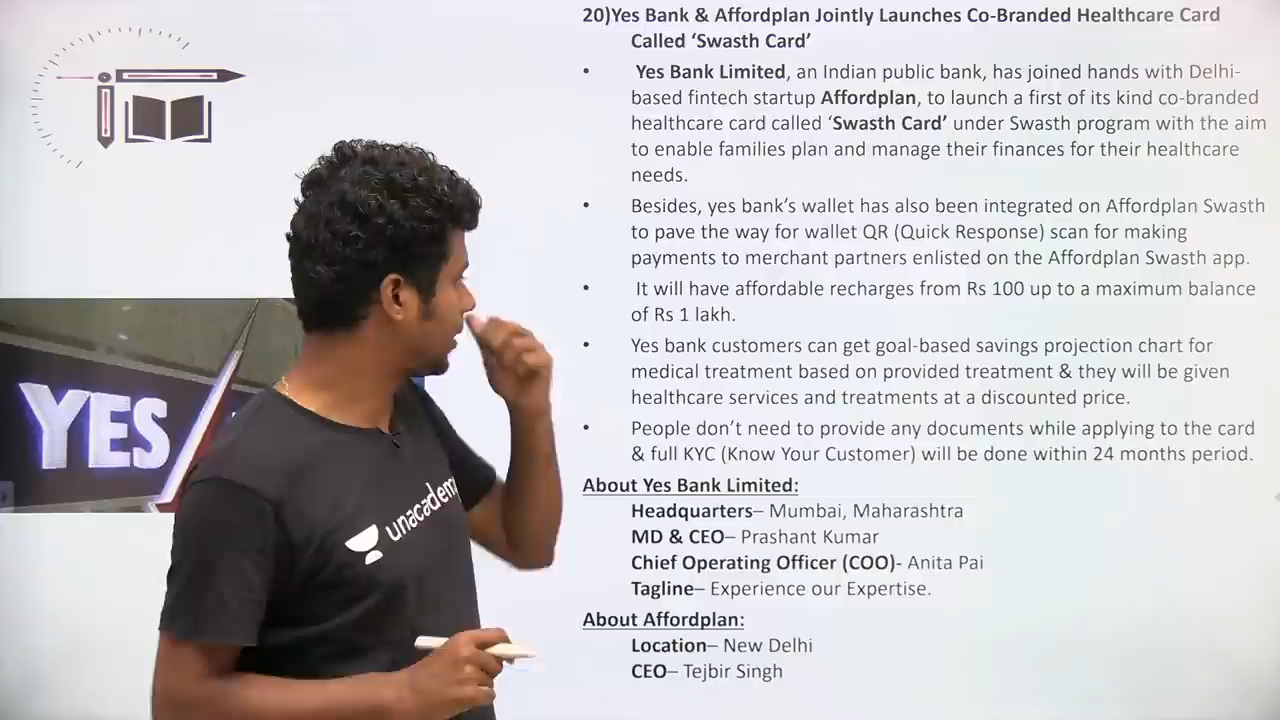 20)Yes Bank & Affordplan Jointly Launches Co-Branded Healthcare Card
Called ‘Swasth Card’
• Yes Bank Limited, an Indian public bank, has joined hands with Delhi-
based fintech startup Affordplan, to launch a first of its kind co-branded
healthcare card called ‘Swasth Card’ under Swasth program with the aim
to enable families plan and manage their finances for their healthcare
needs.
• Besides, yes bank’s wallet has also been integrated on Affordplan Swasth
to pave the way for wallet QR (Quick Response) scan for making
payments to merchant partners enlisted on the Affordplan Swasth app.
• It will have affordable recharges from Rs 100 up to a maximum balance
of Rs 1 lakh.
• Yes bank customers can get goal-based savings projection chart for
medical treatment based on provided treatment & they will be given
healthcare services and treatments at a discounted price.
• People don’t need to provide any documents while applying to the card
& full KYC (Know Your Customer) will be done within 24 months period.
About Yes Bank Limited:
Headquarters– Mumbai, Maharashtra
MD & CEO– Prashant Kumar
Chief Operating Officer (COO)- Anita Pai
Tagline– Experience our Expertise.
About Affordplan:
Location– New Delhi
CEO– Tejbir Singh
YES
unacademy